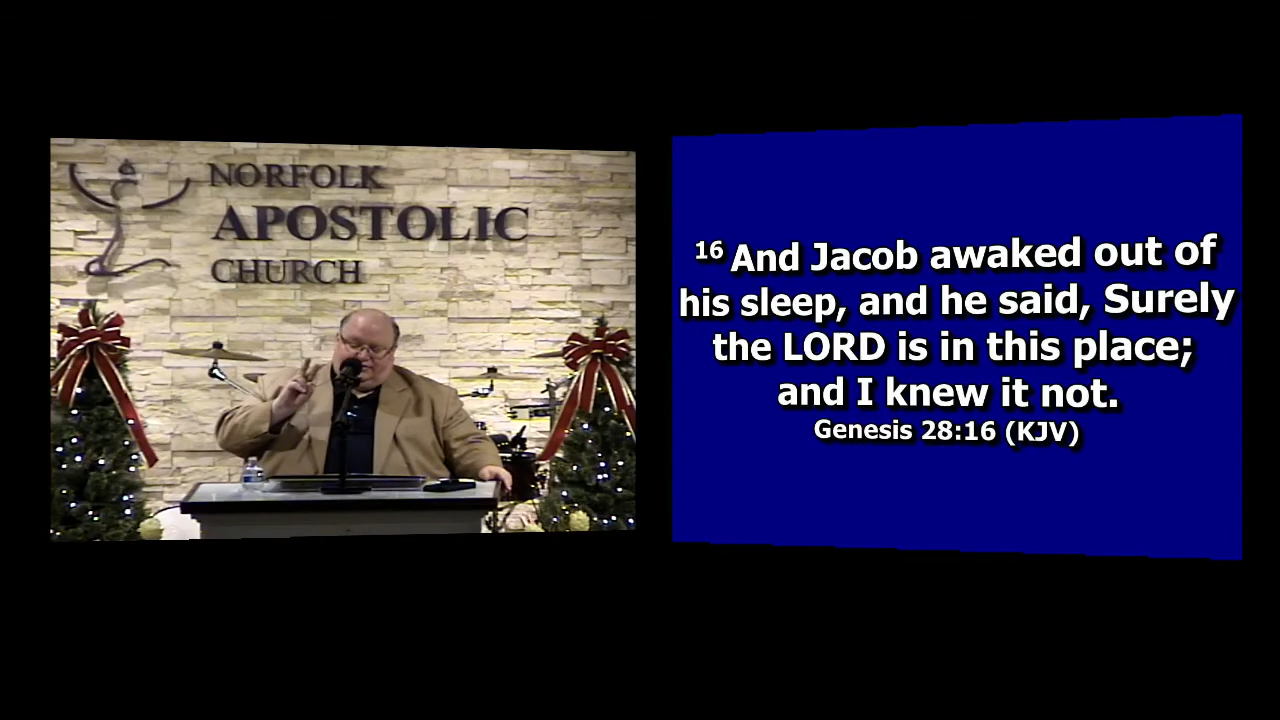 NORFOLK
APOSTOLIC
CHURCH
16 And Jacob awaked out of
his sleep, and he said, Surely
the LORD is in this place;
and I knew it not.
Genesis 28:16 (KJV)